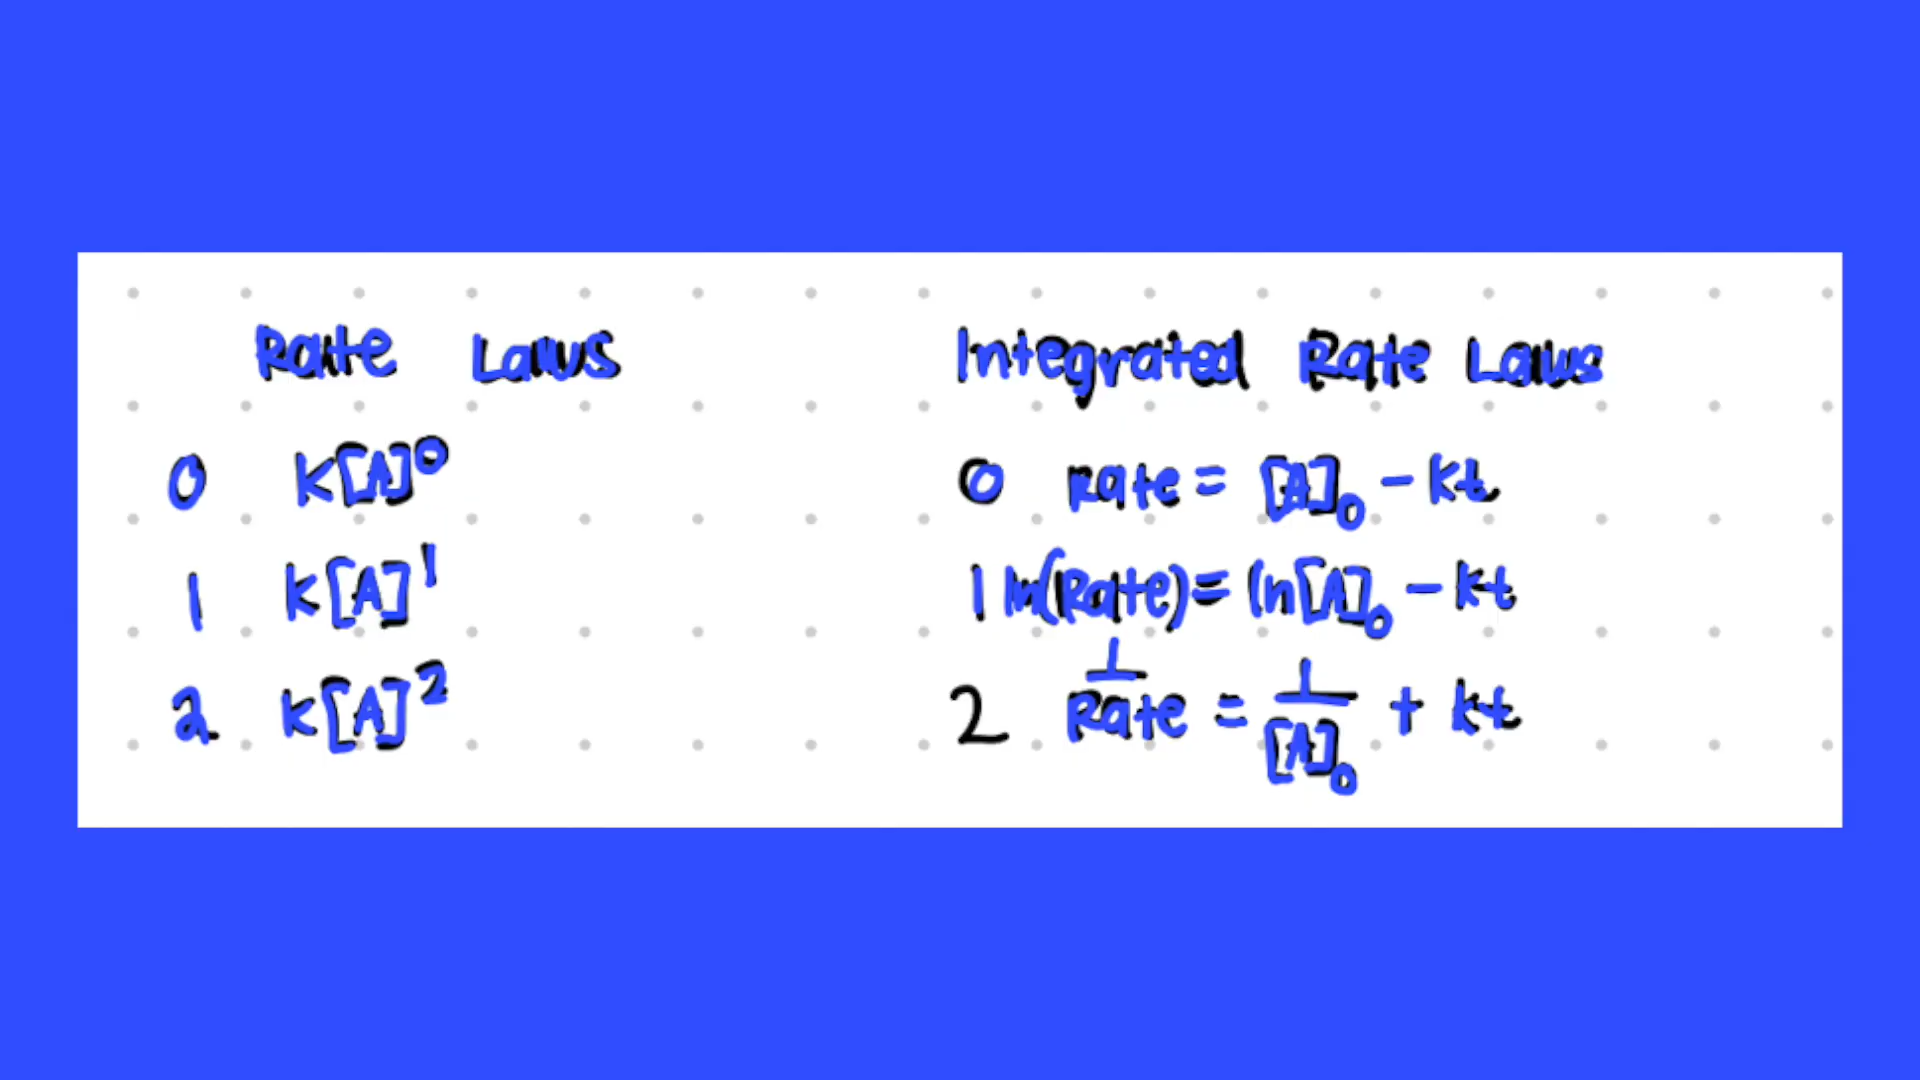 Rate Laws
0 K[A]⁰
1 K[A]¹
2 K[A]²
Integrated Rate Laws
0 Rate = [A]₀ - Kt
1 ln(Rate) = ln[A]₀ - Kt
2 1/Rate = 1/[A]₀ + Kt